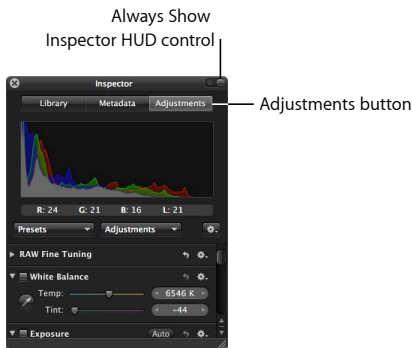 Always Show
Inspector HUD control
Inspector
Library Metadata Adjustments
Adjustments button
R: 24 G: 21 B: 16 L: 21
Presets Adjustments
RAW Fine Tuning
White Balance
Temp: 6546 K
Tint: -44
Exposure Auto